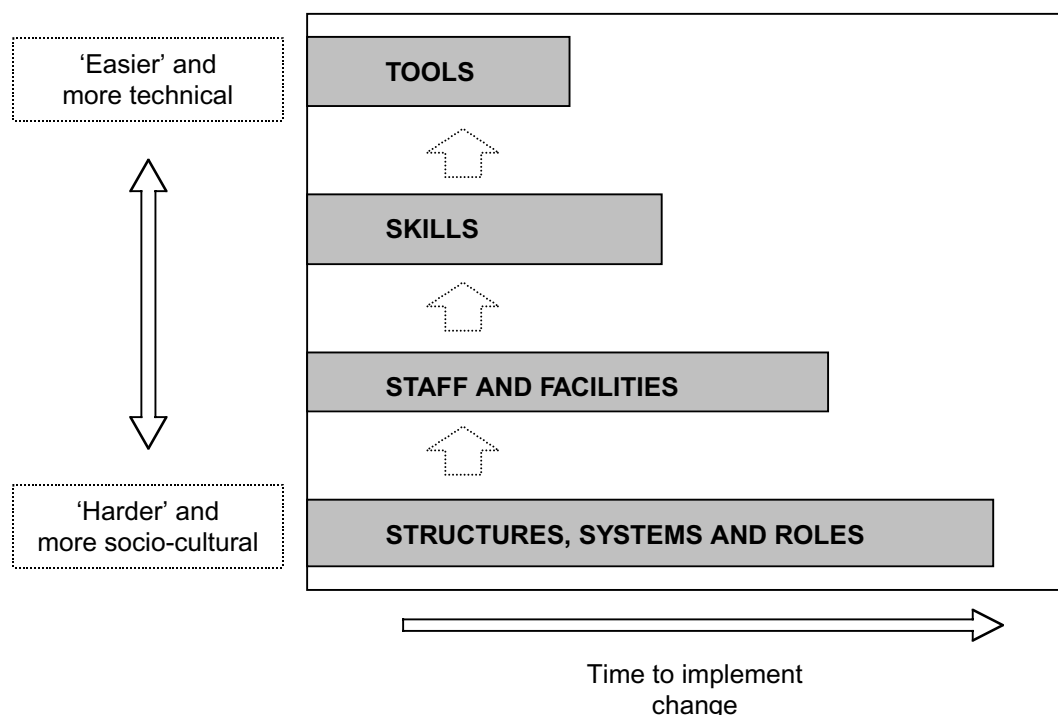 ‘Easier’ and
more technical
TOOLS
SKILLS
STAFF AND FACILITIES
‘Harder’ and
more socio-cultural
STRUCTURES, SYSTEMS AND ROLES
Time to implement
change